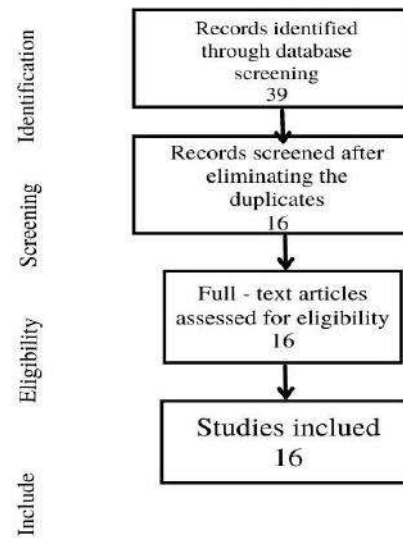 Identification
Records identified
through database
screening
39
Screening
Records screened after
eliminating the
duplicates
16
Eligibility
Full - text articles
assessed for eligibility
16
Include
Studies inclued
16